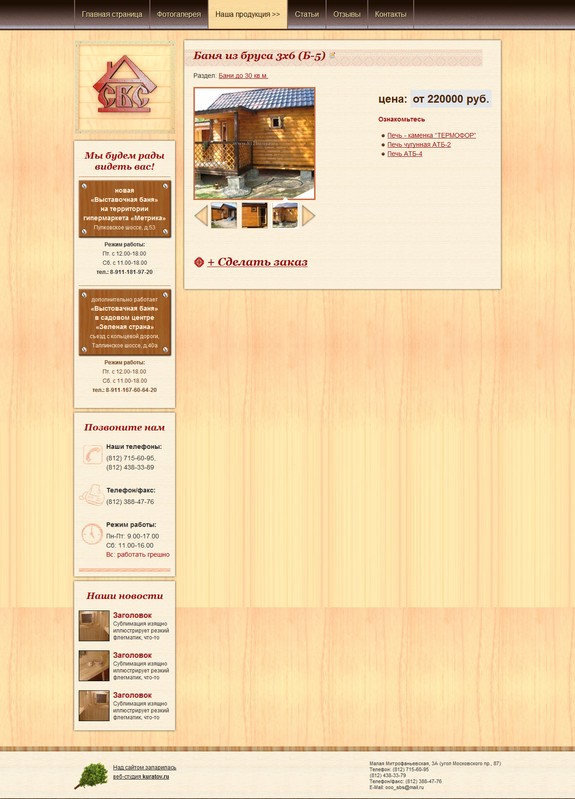 Главная страница
Фотогалерея
Наша продукция >>
Статьи
Отзывы
Контакты
СВС
Мы будем рады
видеть вас!
новая
«Выставочная баня»
на территории
гипермаркета «Метрика»
Пулковское шоссе, д.53
Режим работы:
Пт. с 12.00-18.00
Сб. с 11.00-18.00
тел.: 8-911-181-97-20
дополнительно работает
«Выставочная баня»
в садовом центре
«Зеленая страна»
съезд с кольцевой дороги,
Таллинское шоссе, д.40а
Режим работы:
Пт. с 12.00-18.00
Сб. с 11.00-18.00
тел.: 8-911-167-60-64-20
Позвоните нам
Наши телефоны:
(812) 715-60-95,
(812) 438-33-89
Телефон/факс:
(812) 388-47-76
Режим работы:
Пн-Пт: 9.00-17.00
Сб: 11.00-16.00
Вс: работать грешно
Наши новости
Заголовок
Сублимация изящно
иллюстрирует резкий
флегматик, что-то
Заголовок
Сублимация изящно
иллюстрирует резкий
флегматик, что-то
Заголовок
Сублимация изящно
иллюстрирует резкий
флегматик, что-то
Баня из бруса 3х6 (Б-5)
Раздел: Бани до 30 кв.м.
цена: от 220000 руб.
Ознакомьтесь
Печь - каменка "ТЕРМОФОР"
Печь чугунная АТБ-2
Печь АТБ-4
+ Сделать заказ
Над сайтом запарилась
веб-студия kuratov.ru
Малая Митрофаньевская, 3А (угол Московского пр., 87)
Телефон: (812) 715-60-95
(812) 438-33-79
Телефон/факс: (812) 388-47-76
E-Mail: ooo_sbs@mail.ru